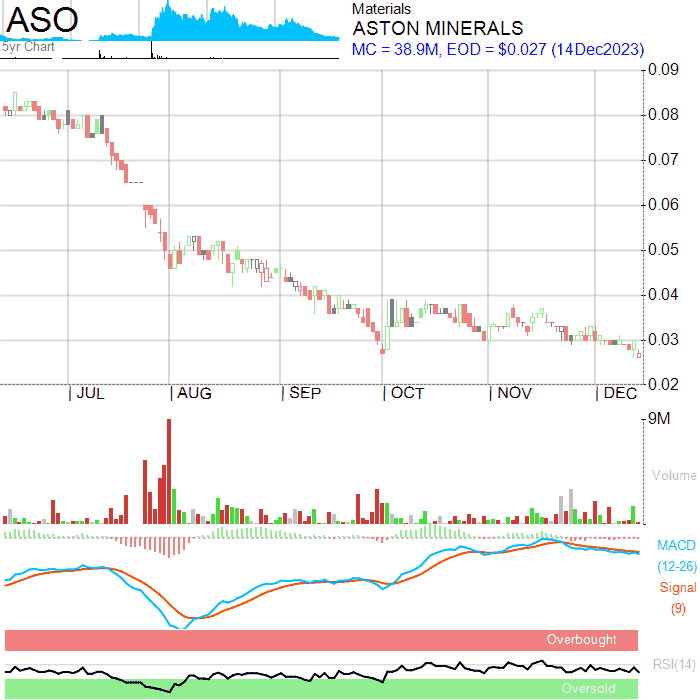 ASO
5yr Chart
Materials
ASTON MINERALS
MC = 38.9M, EOD = $0.027 (14Dec2023)
0.09
0.08
0.07
0.06
0.05
0.04
0.03
0.02
JUL AUG SEP OCT NOV DEC
9M
Volume
MACD
(12-26)
Signal
(9)
Overbought
RSI(14)
Oversold